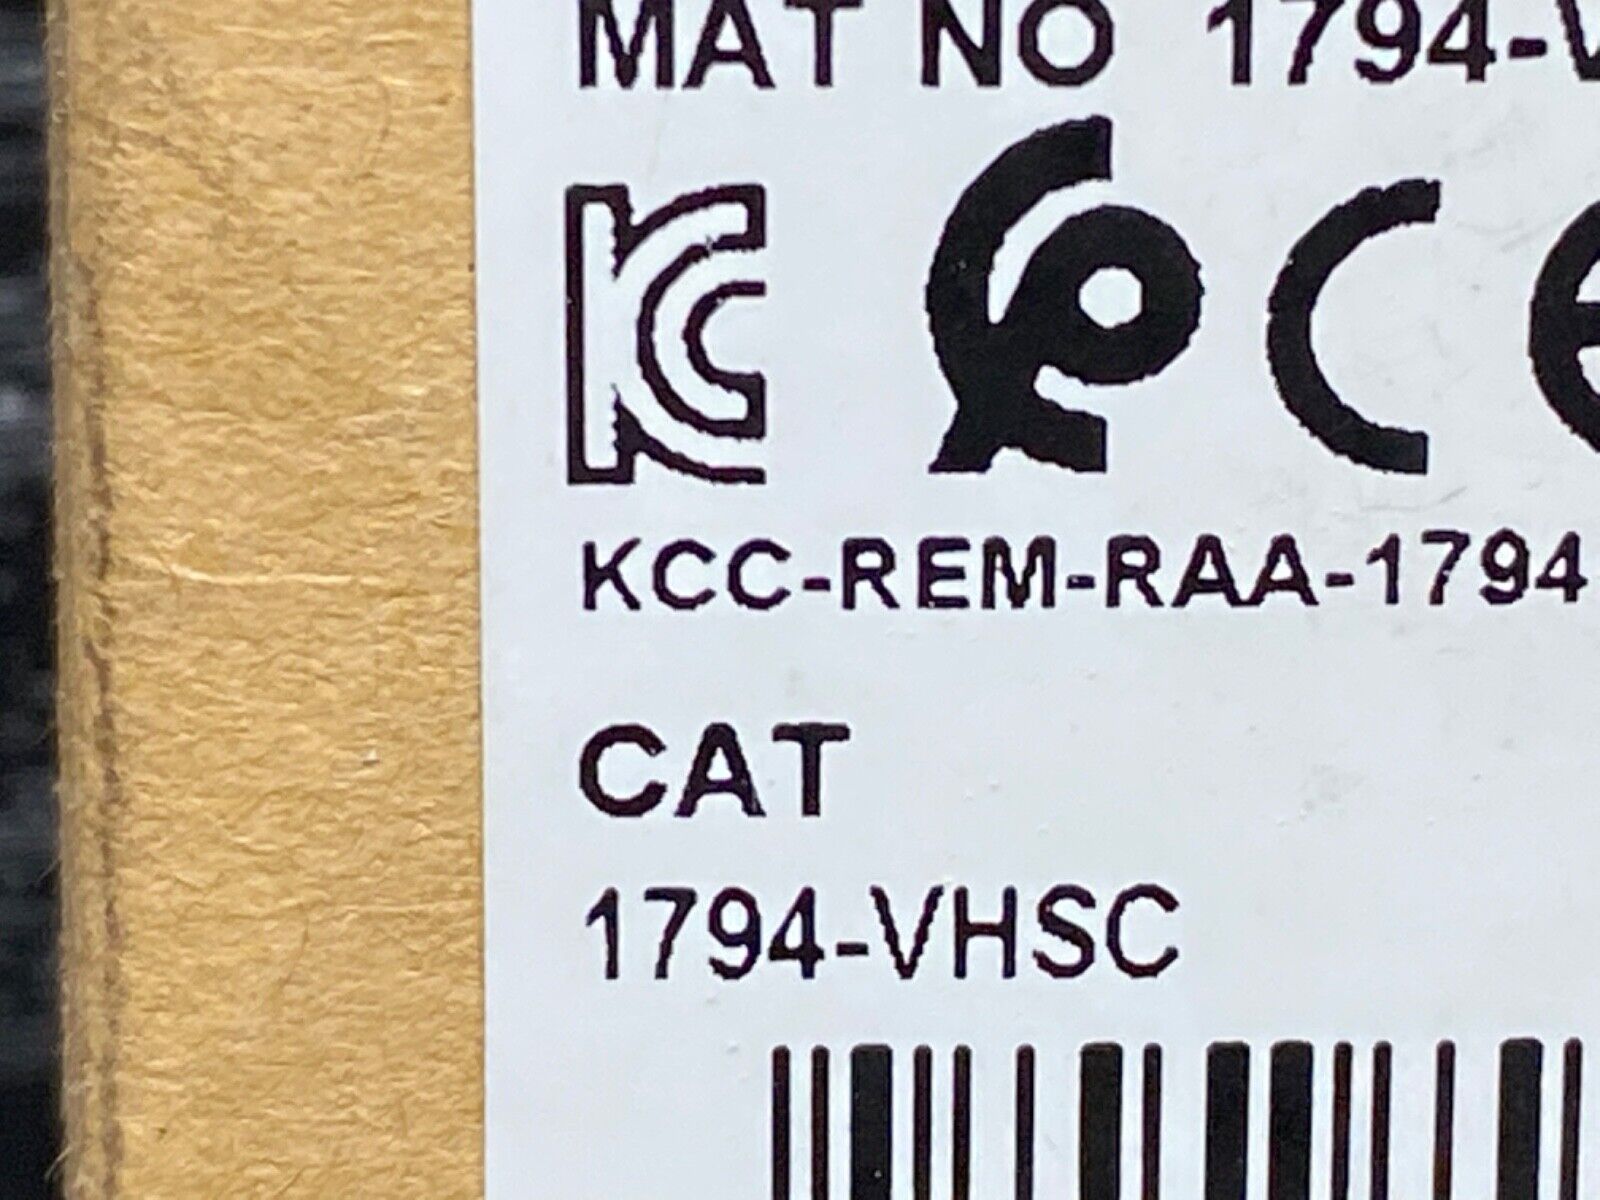 MAT NO 1794-V
KCC-REM-RAA-1794
CAT
1794-VHSC